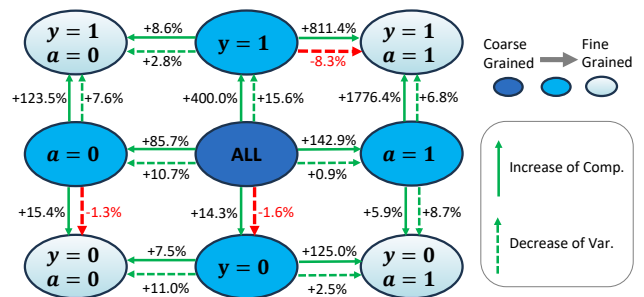 y = 1
a = 0
+8.6%
+2.8%
y = 1
+811.4%
-8.3%
y = 1
a = 1
Coarse Grained
Fine Grained
+123.5%
+7.6%
+400.0%
+15.6%
+1776.4%
+6.8%
a = 0
+85.7%
+10.7%
ALL
+142.9%
+0.9%
a = 1
Increase of Comp.
+15.4%
-1.3%
+14.3%
-1.6%
+5.9%
+8.7%
Decrease of Var.
y = 0
a = 0
+7.5%
+11.0%
y = 0
+125.0%
+2.5%
y = 0
a = 1